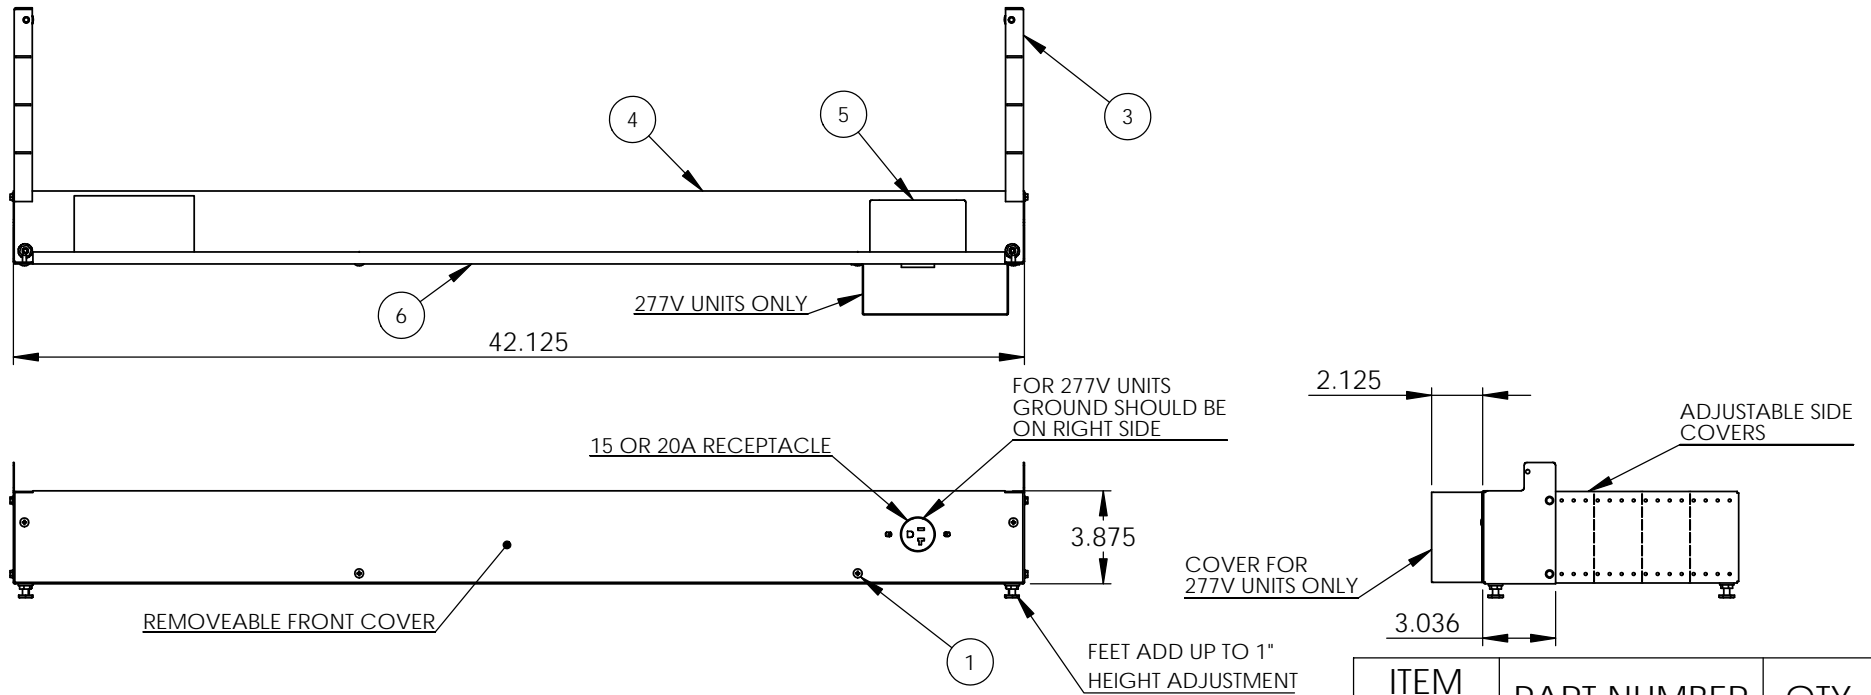 3
4
5
6
277V UNITS ONLY
42.125
15 OR 20A RECEPTACLE
FOR 277V UNITS
GROUND SHOULD BE
ON RIGHT SIDE
3.875
REMOVEABLE FRONT COVER
1
FEET ADD UP TO 1"
HEIGHT ADJUSTMENT
2.125
ADJUSTABLE SIDE
COVERS
COVER FOR
277V UNITS ONLY
3.036
ITEM
PART NUMBER
QTY